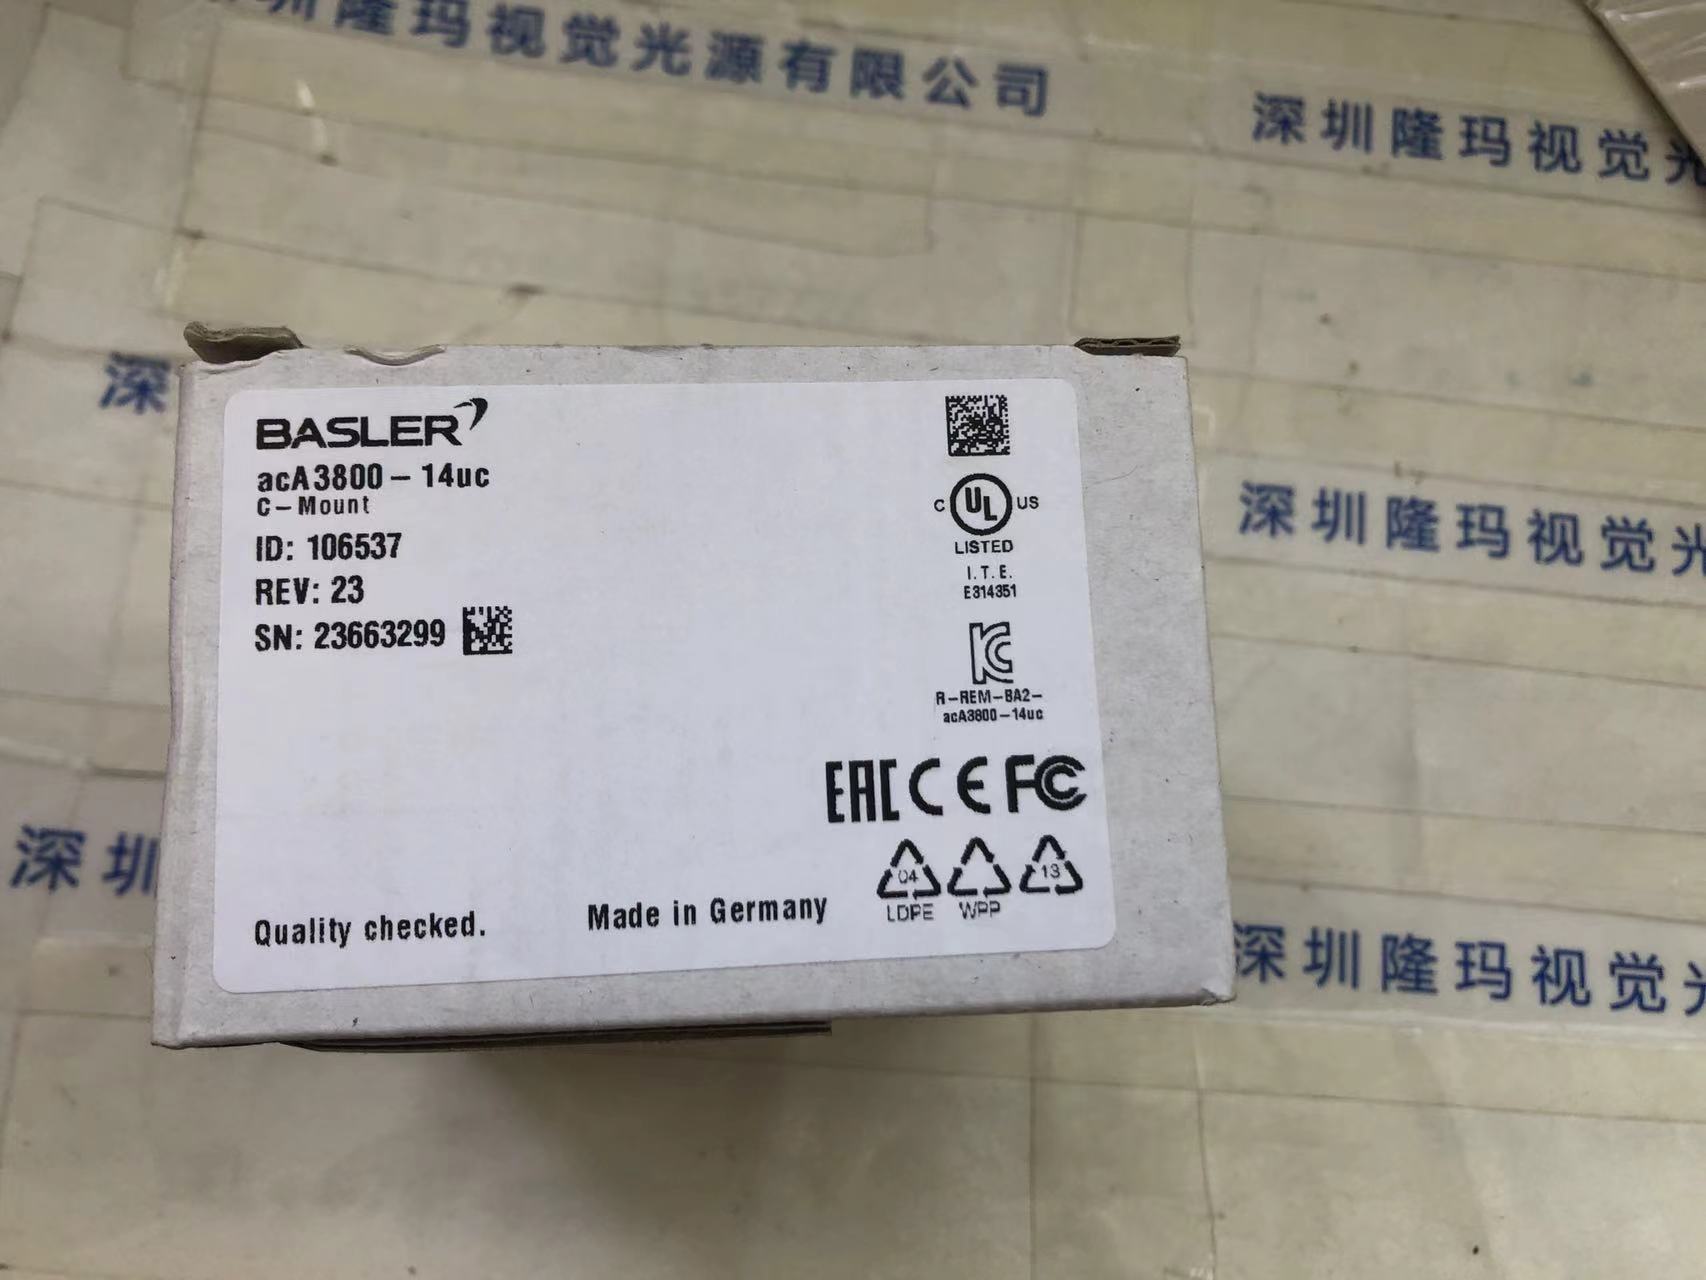 深圳隆玛视觉光源有限公司
深圳隆玛视觉光
深
BASLER
acA3800-14uc
C-Mount
ID: 106537
REV: 23
SN: 23663299
C UL US
LISTED
I.T.E.
E314351
R-REM-BA2-
acA3800-14uc
EAC CE FC
04
13
LDPE
WPP
Quality checked.
Made in Germany
深圳隆玛视觉光
深圳
深圳隆玛视觉光